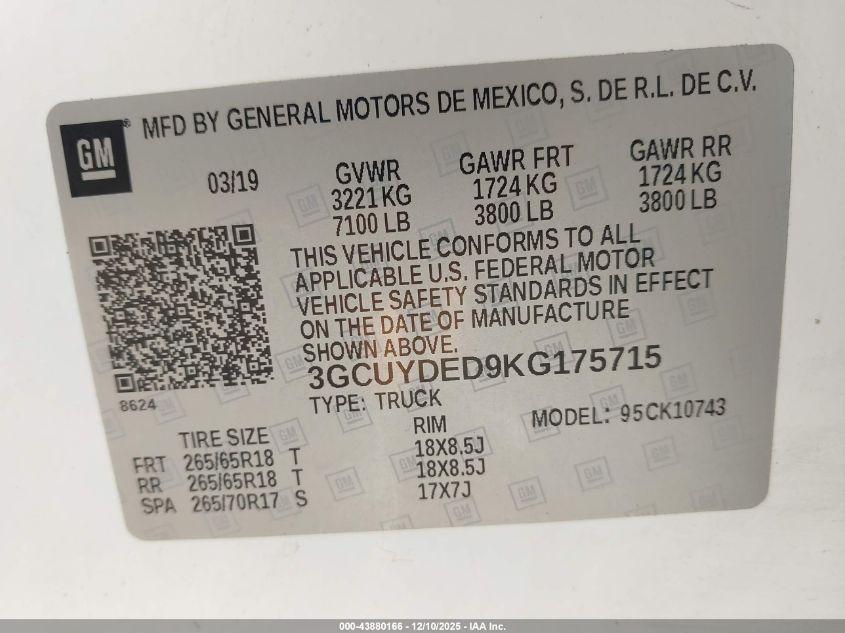 GM
MFD BY GENERAL MOTORS DE MEXICO, S. DE R.L. DE C.V.
03/19
GVWR
3221 KG
7100 LB
GAWR FRT
1724 KG
3800 LB
GAWR RR
1724 KG
3800 LB
THIS VEHICLE CONFORMS TO ALL
APPLICABLE U.S. FEDERAL MOTOR
VEHICLE SAFETY STANDARDS IN EFFECT
ON THE DATE OF MANUFACTURE
SHOWN ABOVE.
3GCUYDED9KG175715
8624
TYPE: TRUCK
MODEL: 95CK10743
TIRE SIZE RIM
FRT 265/65R18 T 18X8.5J
RR 265/65R18 T 18X8.5J
SPA 265/70R17 S 17X7J
000-43880166 - 12/10/2025 - IAA Inc.